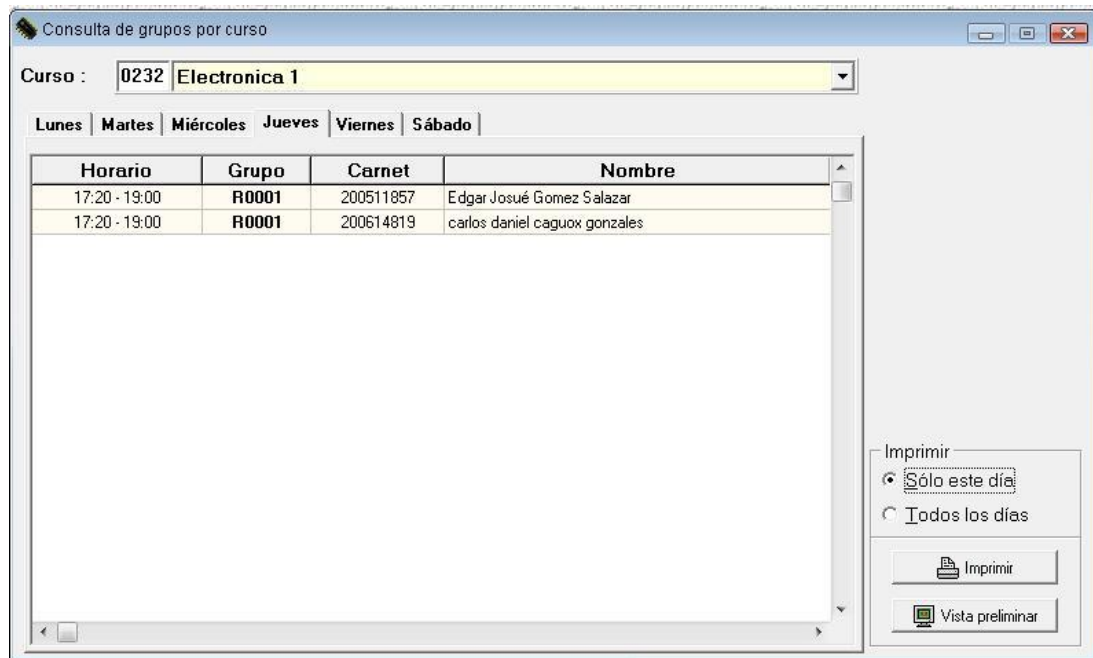 Consulta de grupos por curso
Curso : 0232 Electronica 1
Lunes Martes Miércoles Jueves Viernes Sábado
Horario Grupo Carnet Nombre
17:20 - 19:00 R0001 200511857 Edgar Josué Gomez Salazar
17:20 - 19:00 R0001 200614819 carlos daniel caguox gonzales
Imprimir
Sólo este día
Todos los días
Imprimir
Vista preliminar